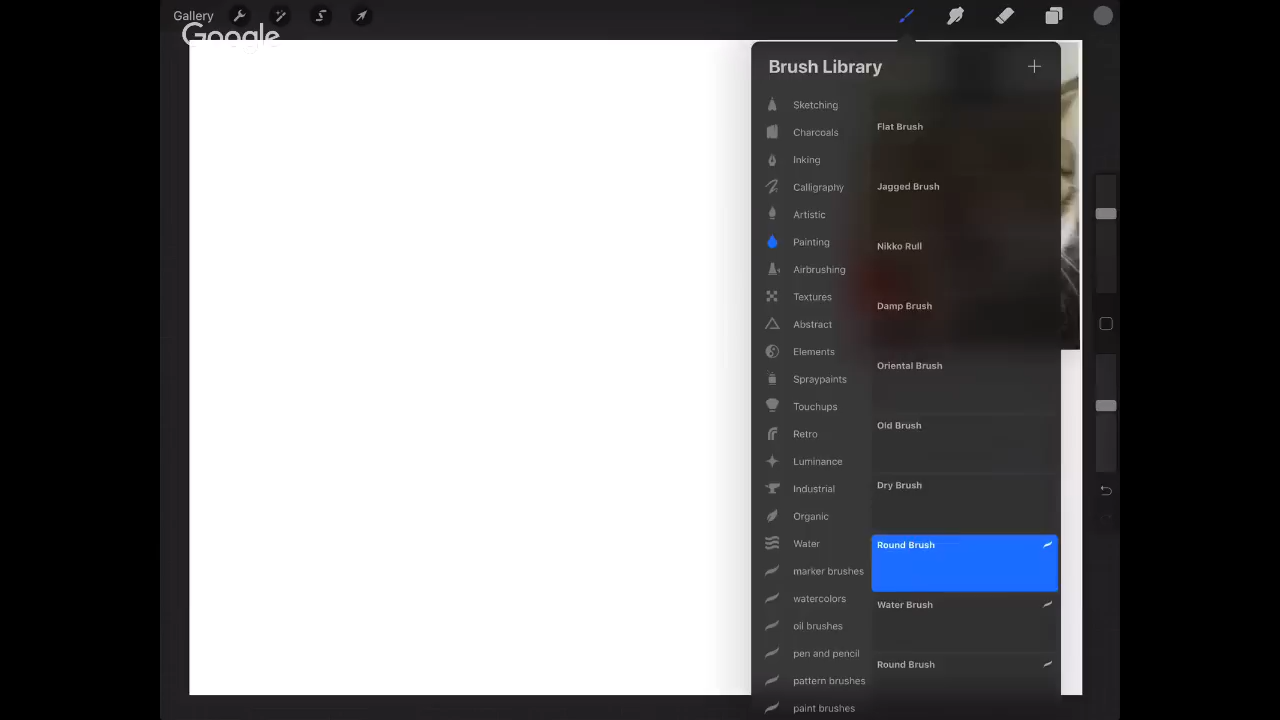 Gallery
Google
Brush Library
Sketching
Charcoals
Inking
Calligraphy
Artistic
Painting
Airbrushing
Textures
Abstract
Elements
Spraypaints
Touchups
Retro
Luminance
Industrial
Organic
Water
marker brushes
watercolors
oil brushes
pen and pencil
pattern brushes
paint brushes
Flat Brush
Jagged Brush
Nikko Rull
Damp Brush
Oriental Brush
Old Brush
Dry Brush
Round Brush
Water Brush
Round Brush